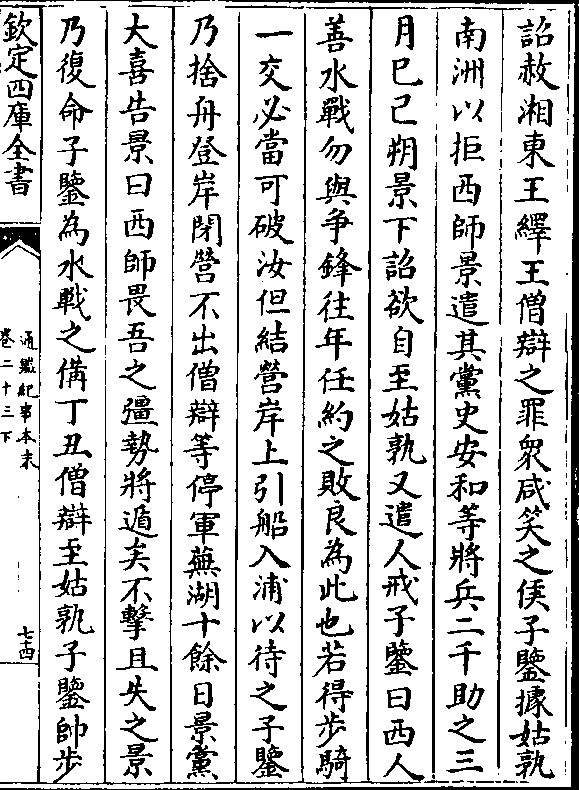 詔赦湘東王繹王僧辯之罪衆咸笑之侯子鑒據姑孰
南洲以拒西師景遣其黨史安和等將兵二千助之三
月巳已朔景下詔欲自至姑孰又遣人戒子鑒曰西人
善水戰勿與爭鋒往年任約之敗良為此也若得步騎
一交必當可破汝但結營岸上引船入浦以待之子鑒
乃捨舟登岸閉營不出僧辯等停軍蕪湖十餘日景黨
大喜告景曰西師畏吾之彊勢將遁矣不擊且失之景
乃復命子鑒為水戰之備丁丑僧辯至姑孰子鑒帥步
欽定四庫全書
通鑑紀事本末
卷二十三下
七四